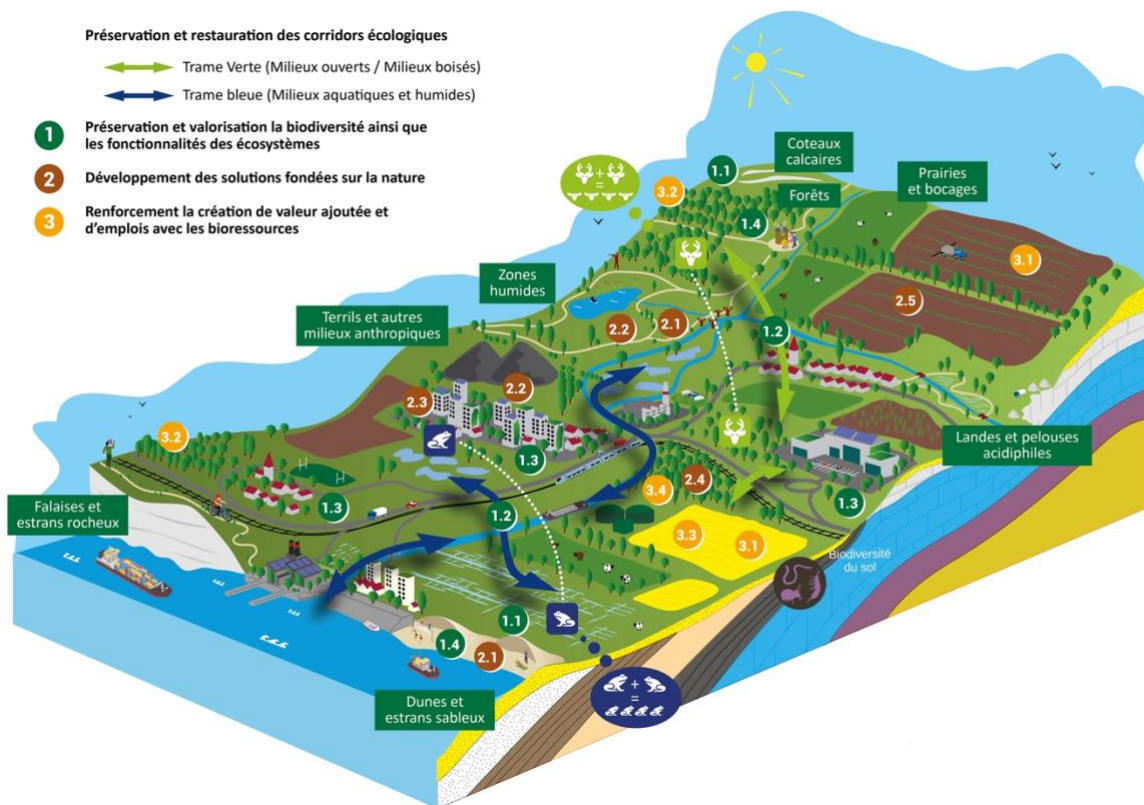 Préservation et restauration des corridors écologiques
Trame Verte (Milieux ouverts / Milieux boisés)
Trame bleue (Milieux aquatiques et humides)
1
Préservation et valorisation la biodiversité ainsi que
les fonctionnalités des écosystèmes
2
Développement des solutions fondées sur la nature
3
Renforcement la création de valeur ajoutée et
d'emplois avec les bioressources
+
=
3.2
1.1
Coteaux
calcaires
Forêts
Prairies
et bocages
1.4
3.1
Zones
humides
2.5
Terrils et autres
milieux anthropiques
2.2
2.1
1.2
2.3
2.2
3.2
1.3
Landes et pelouses
acidiphiles
Falaises et
estrans rocheux
1.3
1.2
3.4
2.4
1.3
3.3
3.1
Biodiversité
du sol
1.1
1.4
2.1
Dunes et
estrans sableux
+
=